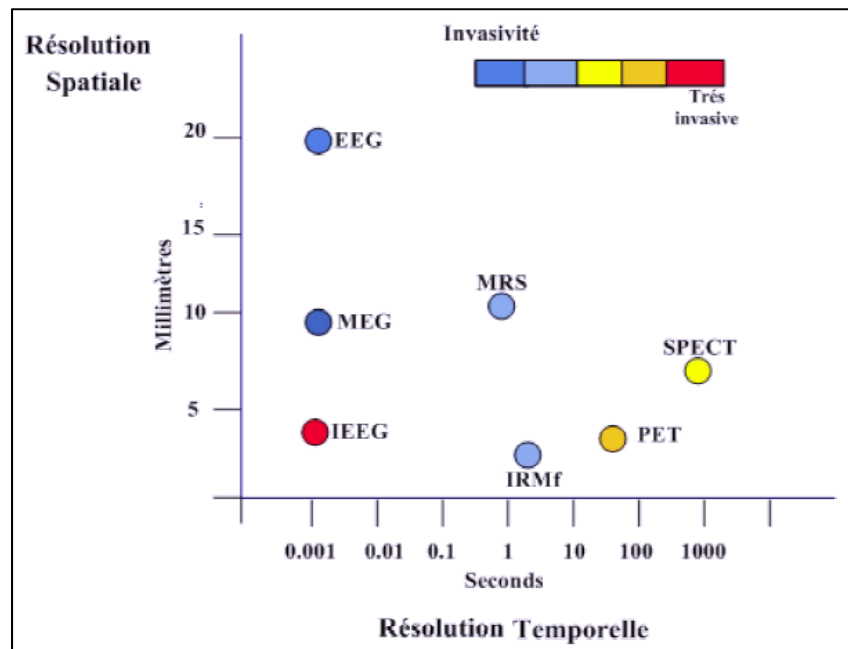 Résolution
Spatiale
Invasivité
Trés
invasive
20
EEG
15
Millimètres
MRS
10
MEG
SPECT
5
IEEG
PET
IRMf
0.001 0.01 0.1 1 10 100 1000
Seconds
Résolution Temporelle